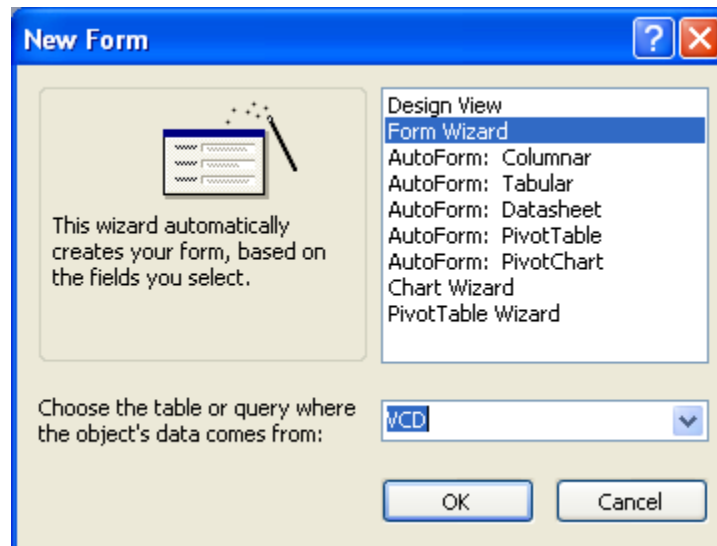 New Form
This wizard automatically
creates your form, based on
the fields you select.
Design View
Form Wizard
AutoForm: Columnar
AutoForm: Tabular
AutoForm: Datasheet
AutoForm: PivotTable
AutoForm: PivotChart
Chart Wizard
PivotTable Wizard
Choose the table or query where
the object's data comes from:
VCD
OK
Cancel